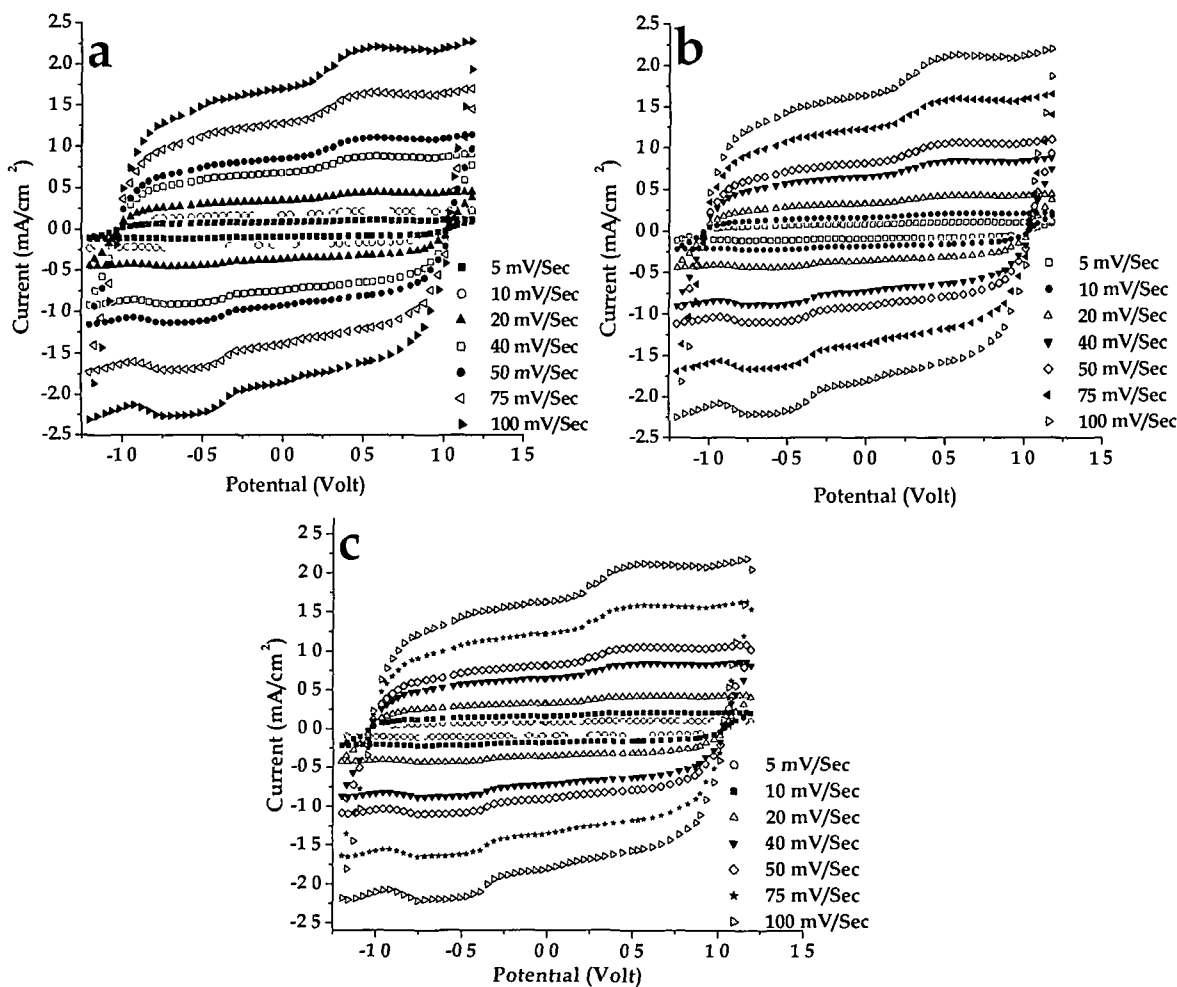 a
2.5
2.0
1.5
1 0
0 5
0 0
-0 5
-1 0
-1 5
-2 0
-2.5
Current (mA/cm²)
-1 0
-0 5
0 0
0 5
1 0
1 5
Potential (Volt)
5 mV/Sec
10 mV/Sec
20 mV/Sec
40 mV/Sec
50 mV/Sec
75 mV/Sec
100 mV/Sec
b
2.5
2.0
1.5
1 0
0 5
0 0
-0 5
-1 0
-1 5
-2 0
-2.5
Current (mA/cm²)
-1 0
-0 5
0 0
0 5
1 0
1 5
Potential (Volt)
5 mV/Sec
10 mV/Sec
20 mV/Sec
40 mV/Sec
50 mV/Sec
75 mV/Sec
100 mV/Sec
c
2 5
2 0
1 5
1 0
0 5
0 0
-0 5
-1 0
-1 5
-2 0
-2 5
Current (mA/cm²)
-1 0
-0 5
0 0
0 5
1 0
1 5
Potential (Volt)
5 mV/Sec
10 mV/Sec
20 mV/Sec
40 mV/Sec
50 mV/Sec
75 mV/Sec
100 mV/Sec